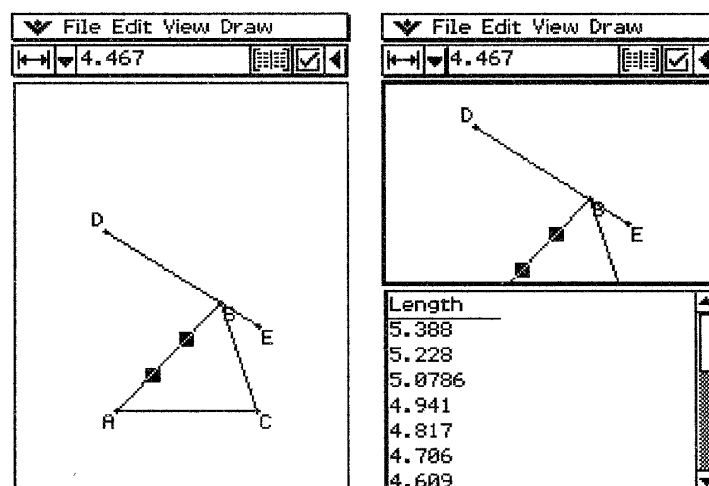 File Edit View Draw
4.467
D
B
E
A
C
File Edit View Draw
4.467
D
B
E
Length
5.388
5.228
5.0786
4.941
4.817
4.706
4.609